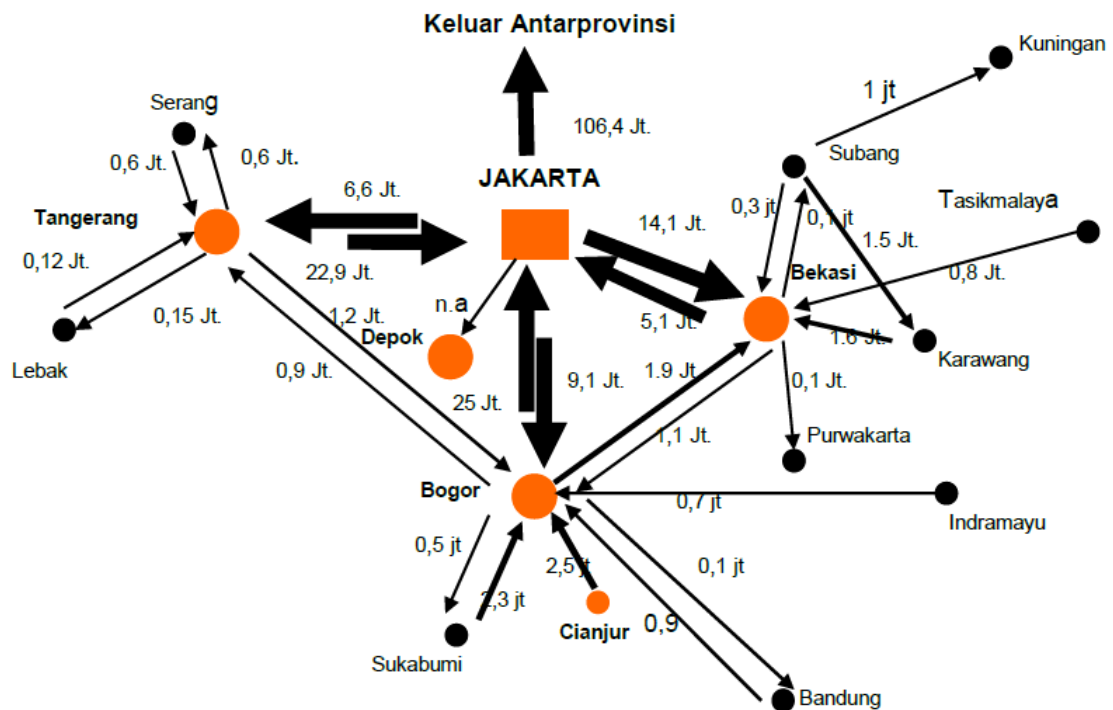 Keluar Antarprovinsi
Kuningan
1 jt
Serang
106,4 Jt.
Subang
0,6 Jt.
0,6 Jt.
JAKARTA
6,6 Jt.
Tasikmalaya
Tangerang
14,1 Jt.
0,3 jt
0,1 jt
1.5 Jt.
0,12 Jt.
22,9 Jt.
Bekasi
0,8 Jt.
n.a
0,15 Jt.
1,2 Jt.
5,1 Jt.
Depok
1.6 Jt.
Lebak
0,9 Jt.
9,1 Jt.
1.9 Jt.
0,1 Jt.
Karawang
25 Jt.
1,1 Jt.
Purwakarta
Bogor
0,7 jt
Indramayu
0,5 jt
2,5 jt
0,1 jt
2,3 jt
Cianjur
0,9
Sukabumi
Bandung